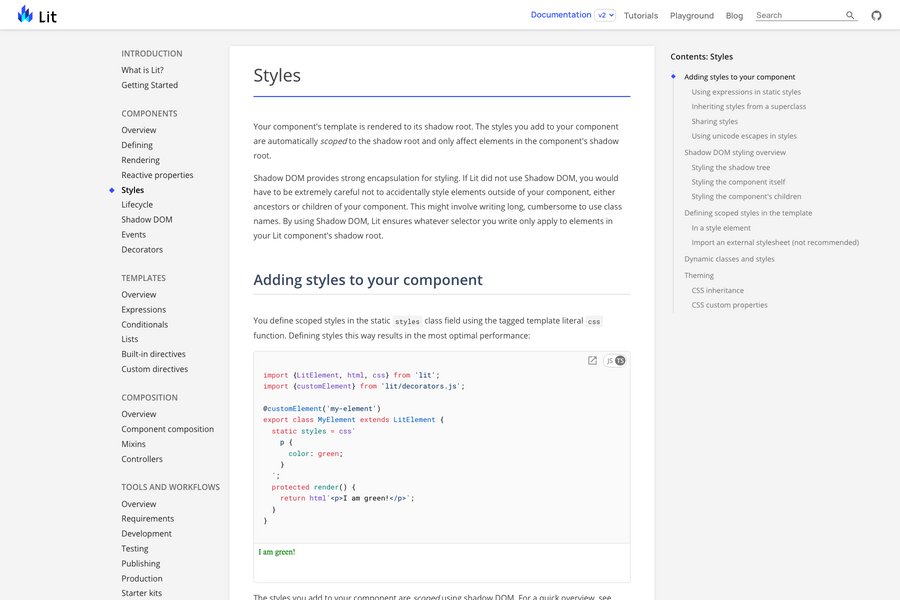 Lit
Documentation v2 Tutorials Playground Blog Search
INTRODUCTION
What is Lit?
Getting Started
COMPONENTS
Overview
Defining
Rendering
Reactive properties
Styles
Lifecycle
Shadow DOM
Events
Decorators
TEMPLATES
Overview
Expressions
Conditionals
Lists
Built-in directives
Custom directives
COMPOSITION
Overview
Component composition
Mixins
Controllers
TOOLS AND WORKFLOWS
Overview
Requirements
Development
Testing
Publishing
Production
Starter kits
Styles
Your component's template is rendered to its shadow root. The styles you add to your component
are automatically scoped to the shadow root and only affect elements in the component's shadow
root.
Shadow DOM provides strong encapsulation for styling. If Lit did not use Shadow DOM, you would
have to be extremely careful not to accidentally style elements outside of your component, either
ancestors or children of your component. This might involve writing long, cumbersome to use class
names. By using Shadow DOM, Lit ensures whatever selector you write only apply to elements in
your Lit component's shadow root.
Adding styles to your component
You define scoped styles in the static styles class field using the tagged template literal css
function. Defining styles this way results in the most optimal performance:
JS TS
import {LitElement, html, css} from 'lit';
import {customElement} from 'lit/decorators.js';
@customElement('my-element')
export class MyElement extends LitElement {
static styles = css`
p {
color: green;
}
`;
protected render() {
return html`<p>I am green!</p>`;
}
}
I am green!
The styles you add to your component are scoped using shadow DOM. For a quick overview, see
Contents: Styles
Adding styles to your component
Using expressions in static styles
Inheriting styles from a superclass
Sharing styles
Using unicode escapes in styles
Shadow DOM styling overview
Styling the shadow tree
Styling the component itself
Styling the component's children
Defining scoped styles in the template
In a style element
Import an external stylesheet (not recommended)
Dynamic classes and styles
Theming
CSS inheritance
CSS custom properties